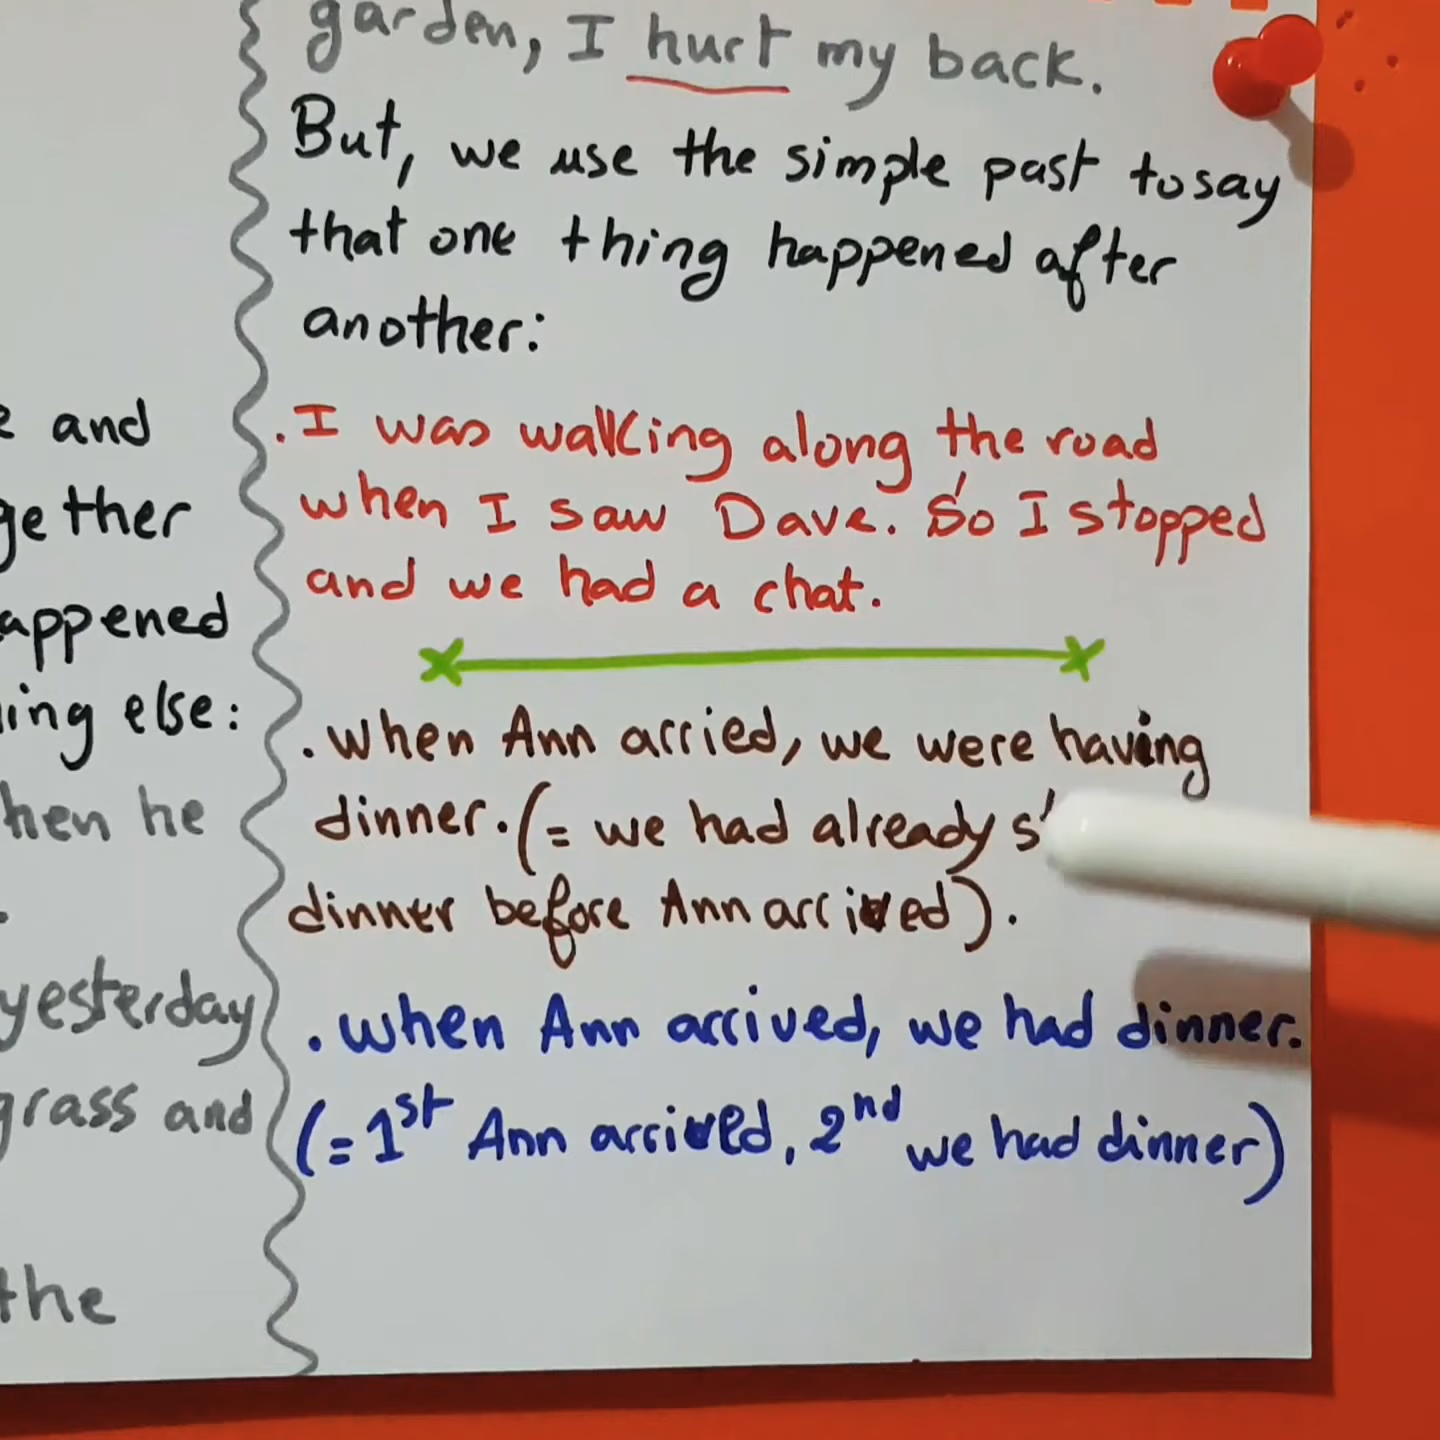 and
gether
appened
ing else:
hen he
yesterday
grass and
the
garden, I hurt my back.
But, we use the simple past to say
that one thing happened after
another:
. I was walking along the road
when I saw Dave. So I stopped
and we had a chat.
. when Ann arried, we were having
dinner. (= we had already
dinner before Ann arrived).
. when Ann arrived, we had dinner.
(= 1st Ann arrived, 2nd we had dinner)